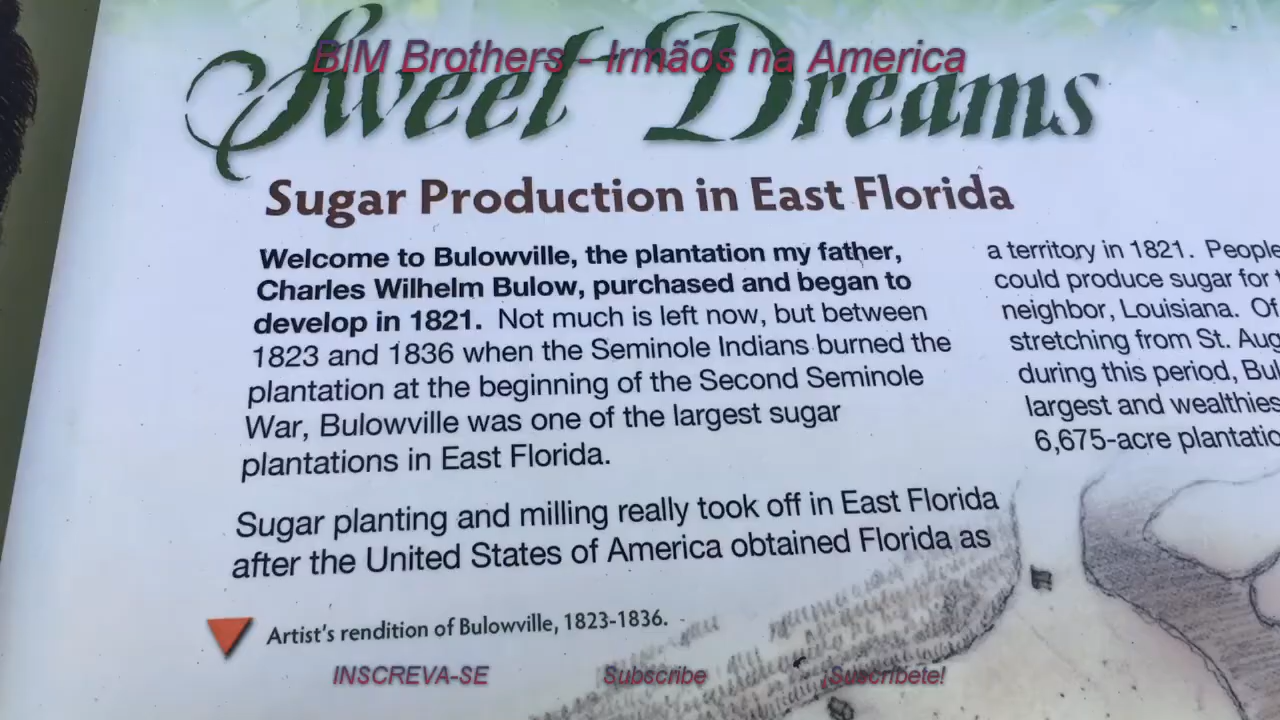 BIM Brothers - Irmãos na America
Sweet Dreams
Sugar Production in East Florida
Welcome to Bulowville, the plantation my father,
Charles Wilhelm Bulow, purchased and began to
develop in 1821. Not much is left now, but between
1823 and 1836 when the Seminole Indians burned the
plantation at the beginning of the Second Seminole
War, Bulowville was one of the largest sugar
plantations in East Florida.
Sugar planting and milling really took off in East Florida
after the United States of America obtained Florida as
a territory in 1821. People
could produce sugar for
neighbor, Louisiana. Of
stretching from St. Aug
during this period, Bul
largest and wealthies
6,675-acre plantatio
Artist's rendition of Bulowville, 1823-1836.
INSCREVA-SE Subscribe ¡Suscríbete!